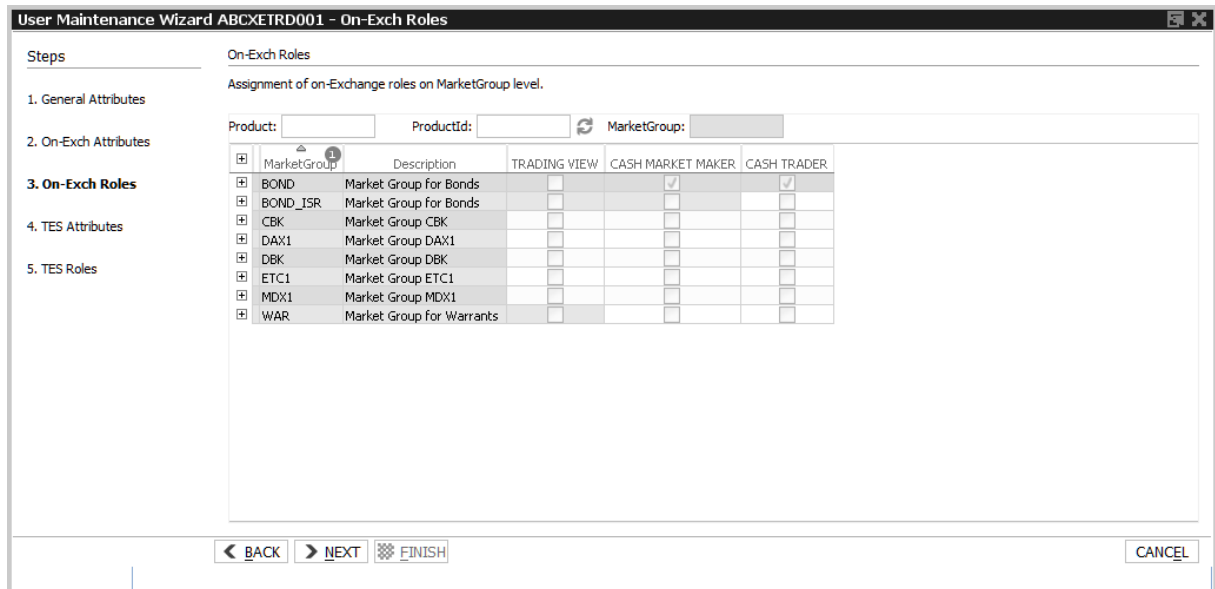 User Maintenance Wizard ABCXETRD001 - On-Exch Roles
Steps
1. General Attributes
2. On-Exch Attributes
3. On-Exch Roles
4. TES Attributes
5. TES Roles
On-Exch Roles
Assignment of on-Exchange roles on MarketGroup level.
Product: ProductId: MarketGroup:
MarketGroup 1 Description TRADING VIEW CASH MARKET MAKER CASH TRADER
BOND Market Group for Bonds
BOND_ISR Market Group for Bonds
CBK Market Group CBK
DAX1 Market Group DAX1
DBK Market Group DBK
ETC1 Market Group ETC1
MDX1 Market Group MDX1
WAR Market Group for Warrants
BACK NEXT FINISH CANCEL